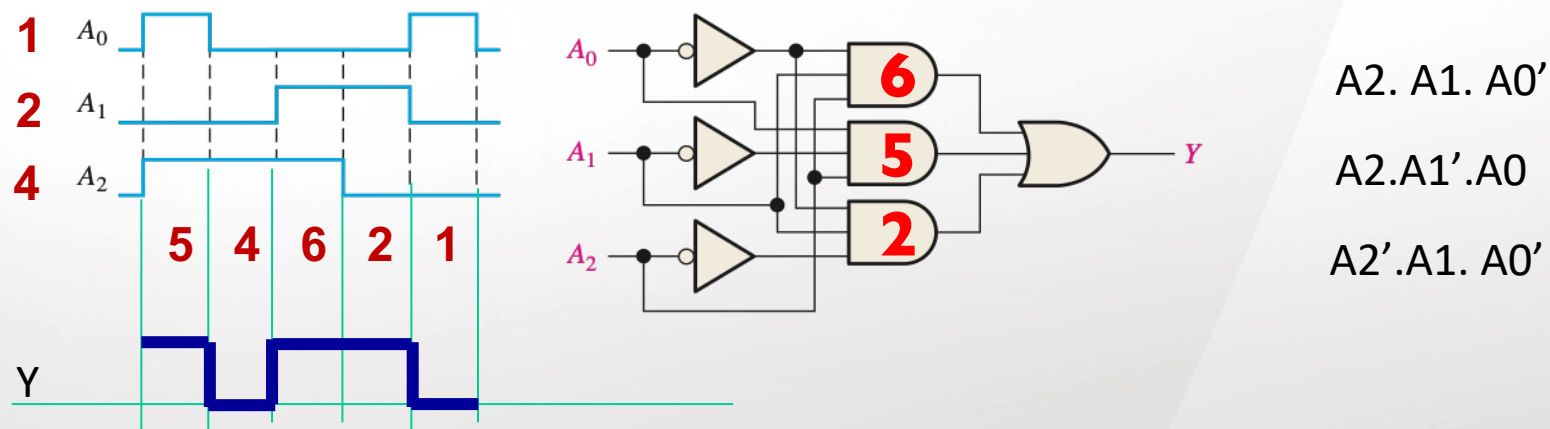 1 A₀
2 A₁
4 A₂
5 4 6 2 1
Y
A₀
A₁
A₂
6
5
2
Y
A2. A1. A0’
A2.A1’.A0
A2’.A1. A0’